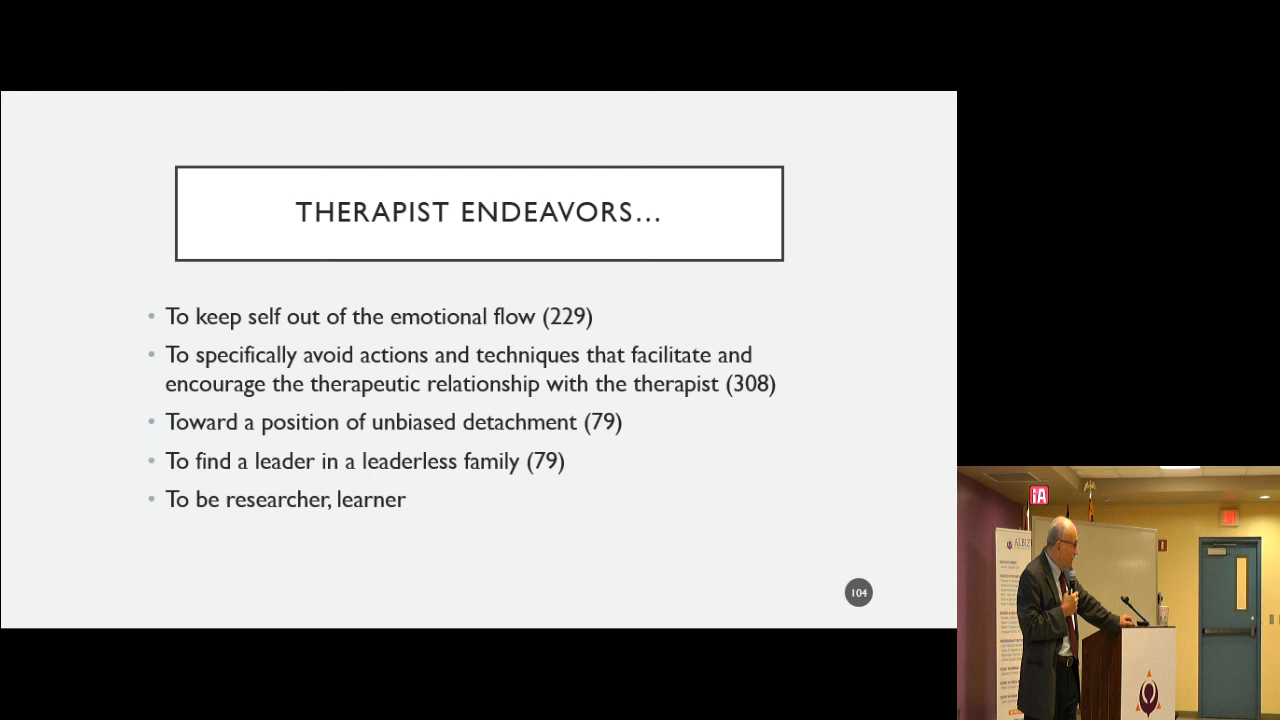 THERAPIST ENDEAVORS...
• To keep self out of the emotional flow (229)
• To specifically avoid actions and techniques that facilitate and
encourage the therapeutic relationship with the therapist (308)
• Toward a position of unbiased detachment (79)
• To find a leader in a leaderless family (79)
• To be researcher, learner
104
iA